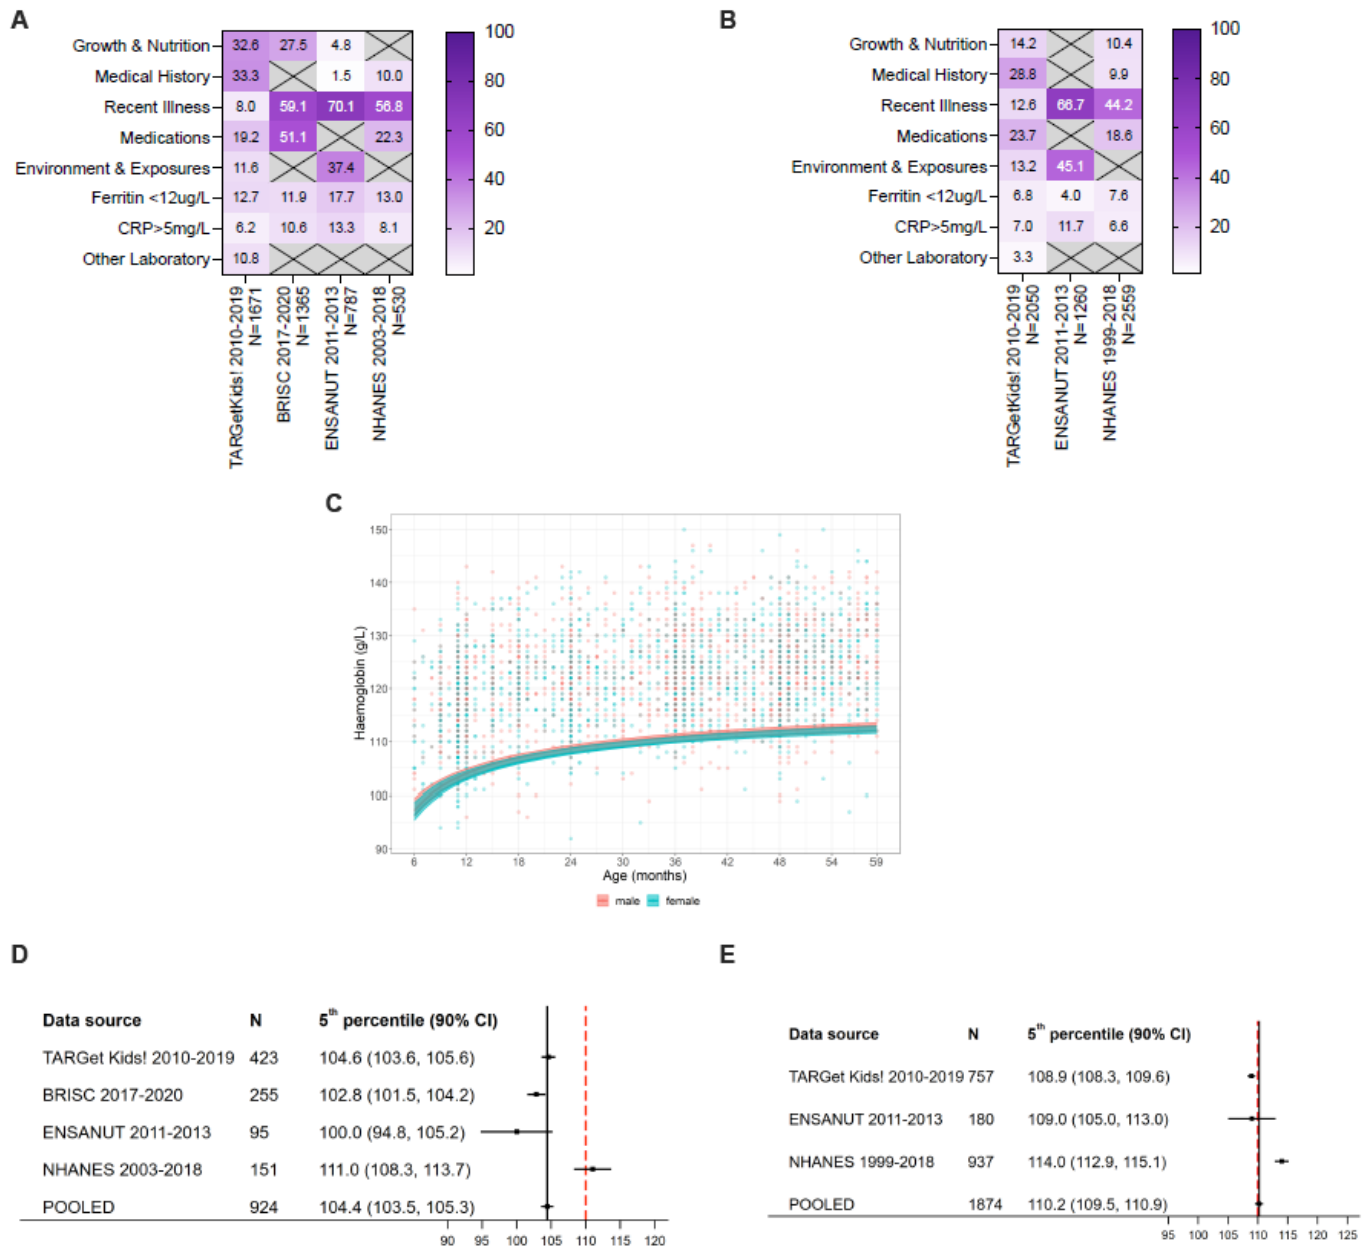 A
Growth & Nutrition 32.6 27.5 4.8
Medical History 33.3 1.5 10.0
Recent Illness 8.0 59.1 70.1 56.8
Medications 19.2 51.1 22.3
Environment & Exposures 11.6 37.4
Ferritin <12ug/L 12.7 11.9 17.7 13.0
CRP>5mg/L 6.2 10.6 13.3 8.1
Other Laboratory 10.8
TARGetKids! 2010-2019
N=1671
BRISC 2017-2020
N=1365
ENSANUT 2011-2013
N=787
NHANES 2003-2018
N=530
100
80
60
40
20
B
Growth & Nutrition 14.2 10.4
Medical History 28.8 9.9
Recent Illness 12.6 66.7 44.2
Medications 23.7 18.6
Environment & Exposures 13.2 45.1
Ferritin <12ug/L 6.8 4.0 7.6
CRP>5mg/L 7.0 11.7 6.6
Other Laboratory 3.3
TARGetKids! 2010-2019
N=2050
ENSANUT 2011-2013
N=1260
NHANES 1999-2018
N=2559
100
80
60
40
20
C
Haemoglobin (g/L)
150
140
130
120
110
100
90
6 12 18 24 30 36 42 48 54 59
Age (months)
male female
D
Data source N 5th percentile (90% CI)
TARGet Kids! 2010-2019 423 104.6 (103.6, 105.6)
BRISC 2017-2020 255 102.8 (101.5, 104.2)
ENSANUT 2011-2013 95 100.0 (94.8, 105.2)
NHANES 2003-2018 151 111.0 (108.3, 113.7)
POOLED 924 104.4 (103.5, 105.3)
90 95 100 105 110 115 120
E
Data source N 5th percentile (90% CI)
TARGet Kids! 2010-2019 757 108.9 (108.3, 109.6)
ENSANUT 2011-2013 180 109.0 (105.0, 113.0)
NHANES 1999-2018 937 114.0 (112.9, 115.1)
POOLED 1874 110.2 (109.5, 110.9)
95 100 105 110 115 120 125